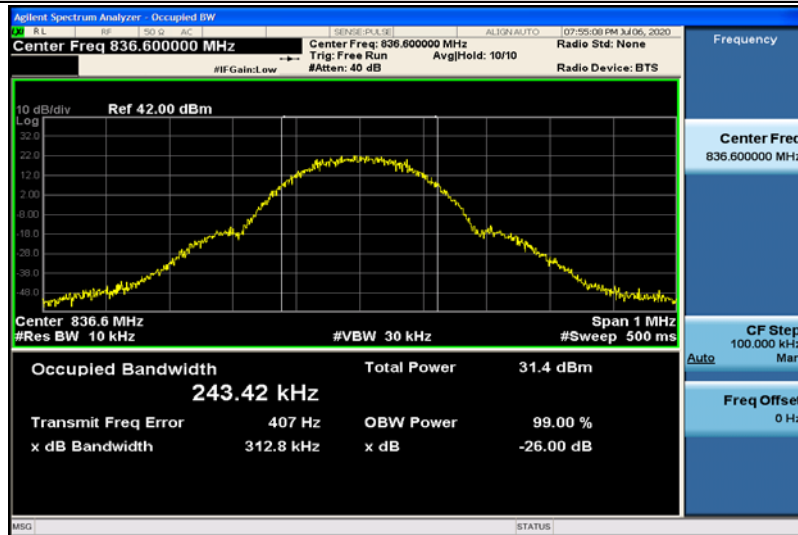 Agilent Spectrum Analyzer - Occupied BW
RL RF 50 Ω AC SENSE:PULSE ALIGN AUTO 07:55:08 PM Jul 06, 2020
Center Freq 836.600000 MHz
Center Freq: 836.600000 MHz Radio Std: None
Trig: Free Run Avg|Hold: 10/10
#IFGain:Low #Atten: 40 dB Radio Device: BTS
10 dB/div Ref 42.00 dBm
Log
32.0
22.0
12.0
2.00
-8.00
-18.0
-28.0
-38.0
-48.0
Center 836.6 MHz Span 1 MHz
#Res BW 10 kHz #VBW 30 kHz #Sweep 500 ms
Occupied Bandwidth Total Power 31.4 dBm
243.42 kHz
Transmit Freq Error 407 Hz OBW Power 99.00 %
x dB Bandwidth 312.8 kHz x dB -26.00 dB
MSG STATUS
Frequency
Center Freq
836.600000 MHz
CF Step
100.000 kHz
Auto Man
Freq Offset
0 Hz